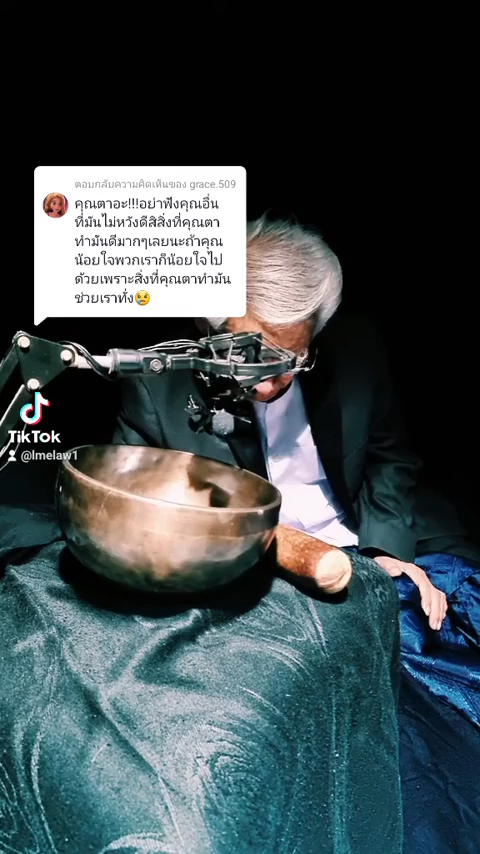 ตอบกลับความคิดเห็นของ grace.509
คุณตาอะ!!!อย่าฟังคุณอื่น
ที่มันไม่หวังดีสิสิ่งที่คุณตา
ทำมันดีมากๆเลยนะถ้าคุณ
น้อยใจพวกเราก็น้อยใจไป
ด้วยเพราะสิ่งที่คุณตาทำมัน
ช่วยเราทั้ง😢
TikTok
@lmelaw1